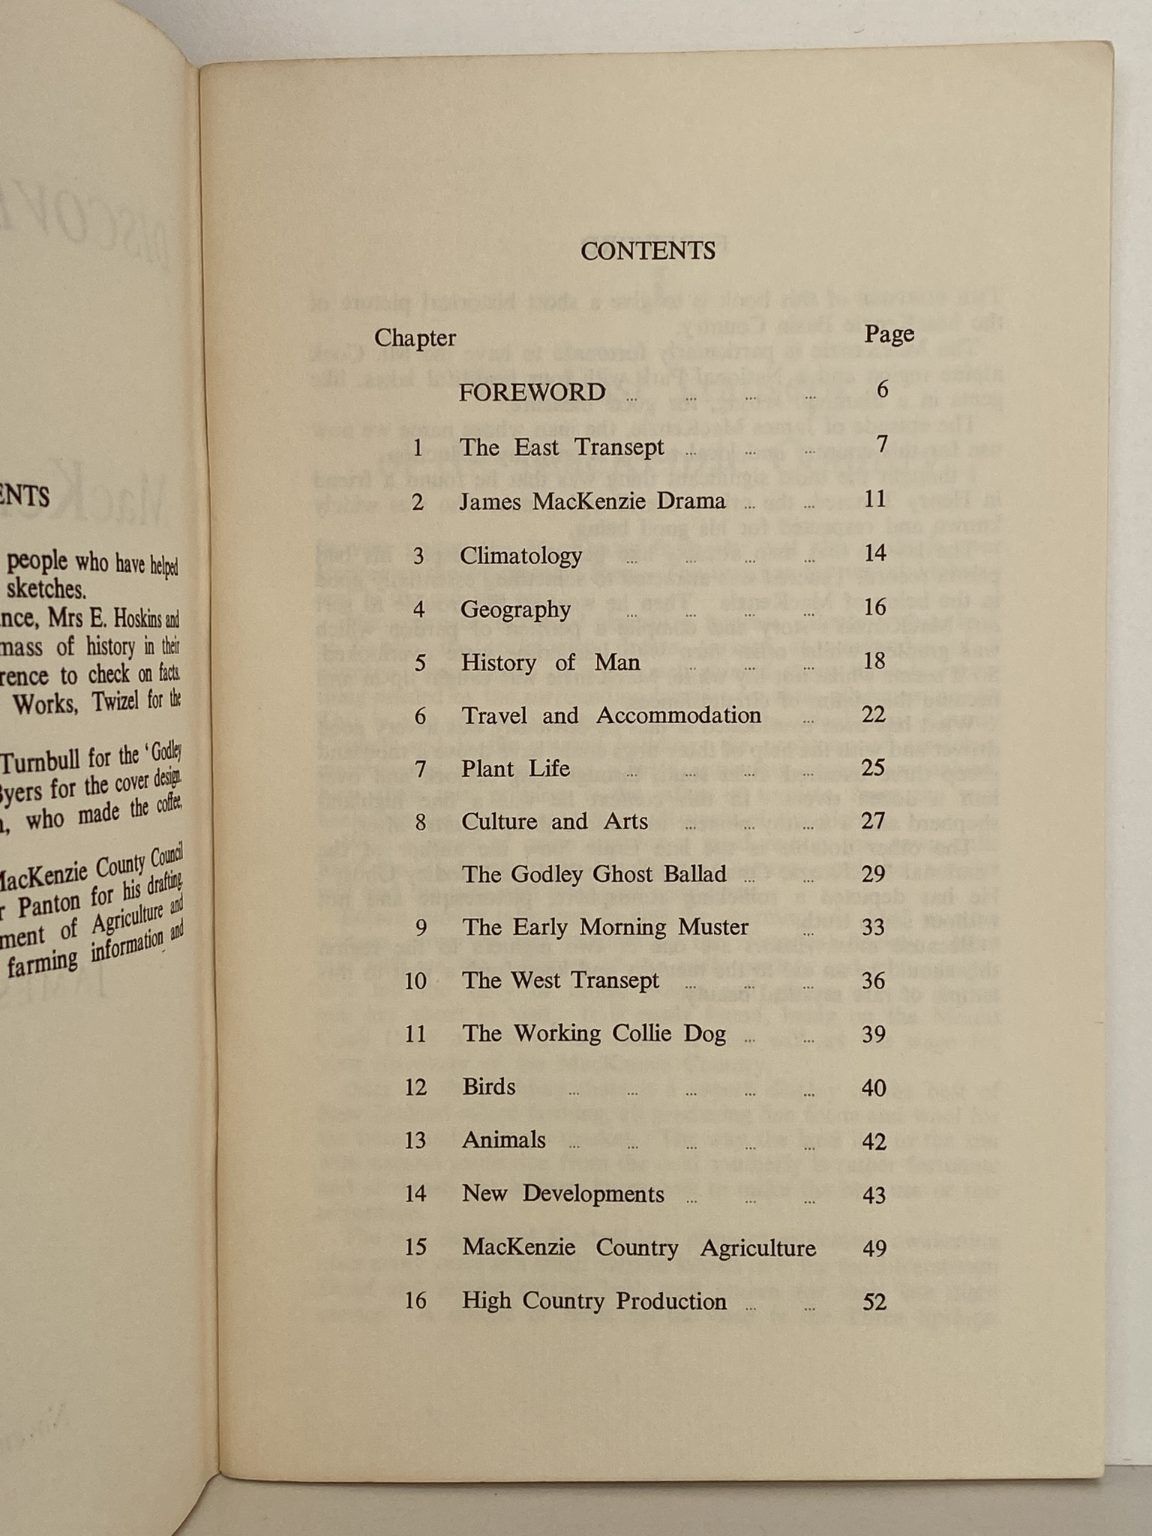 ENTS
people who have helped
sketches.
nce, Mrs E. Hoskins and
mass of history in their
rence to check on facts.
Works, Twizel for the
Turnbull for the 'Godley
Byers for the cover design.
who made the coffee,
MacKenzie County Council
r Panton for his drafting
ment of Agriculture and
farming information and
CONTENTS
Chapter Page
FOREWORD ... ... ... ... 6
1 The East Transept ... ... ... 7
2 James MacKenzie Drama ... ... 11
3 Climatology ... ... ... ... 14
4 Geography ... ... ... ... 16
5 History of Man ... ... ... 18
6 Travel and Accommodation ... 22
7 Plant Life ... ... ... ... 25
8 Culture and Arts ... ... ... 27
The Godley Ghost Ballad ... ... 29
9 The Early Morning Muster ... 33
10 The West Transept ... ... ... 36
11 The Working Collie Dog ... ... 39
12 Birds ... ... ... ... ... 40
13 Animals ... ... ... ... ... 42
14 New Developments ... ... ... 43
15 MacKenzie Country Agriculture 49
16 High Country Production ... ... 52